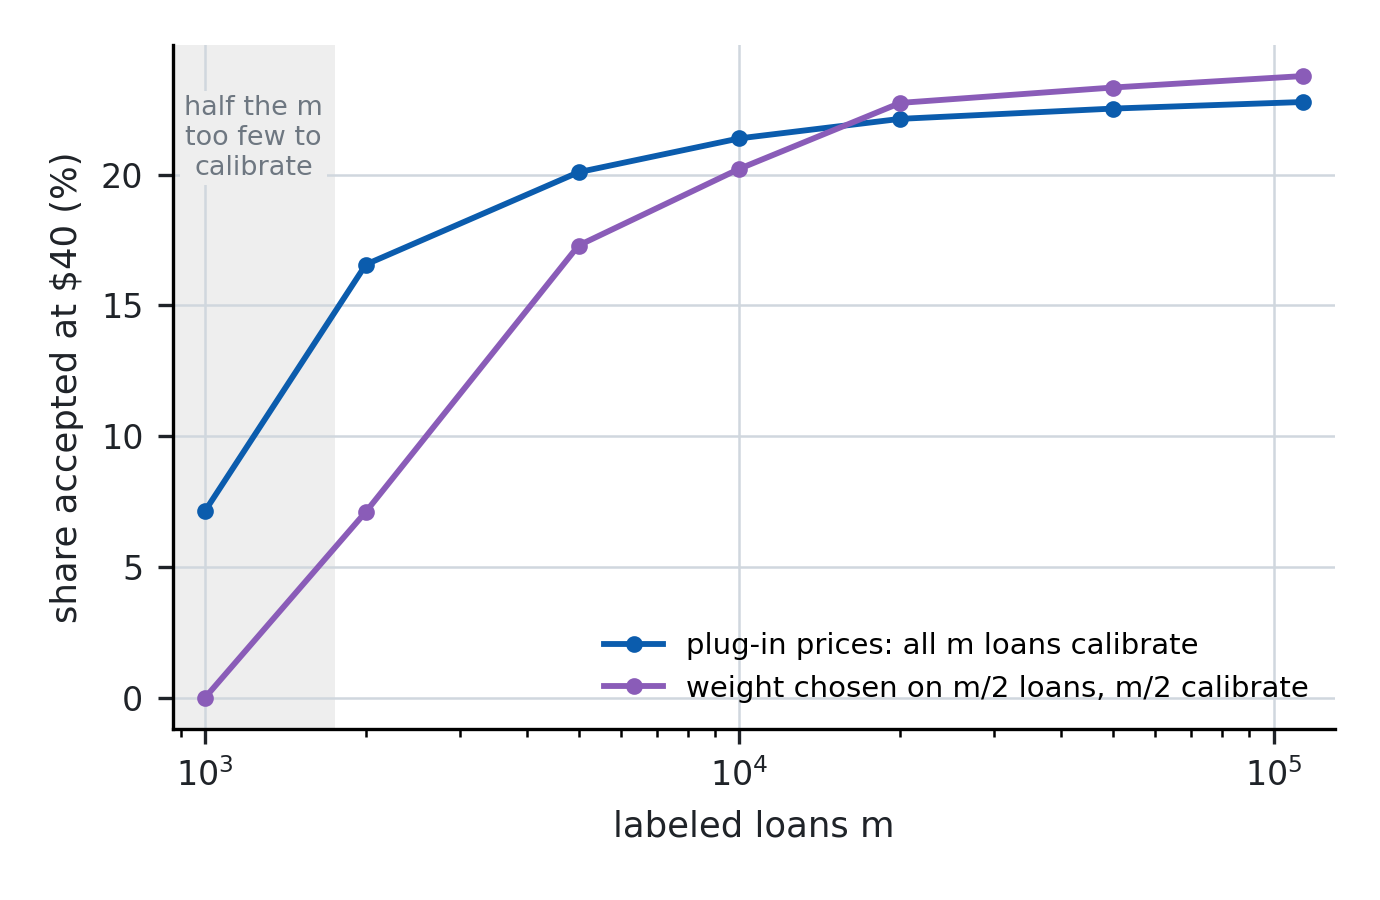 half the m
too few to
calibrate
share accepted at $40 (%)
20
15
10
5
0
plug-in prices: all m loans calibrate
weight chosen on m/2 loans, m/2 calibrate
10³
10⁴
10⁵
labeled loans m